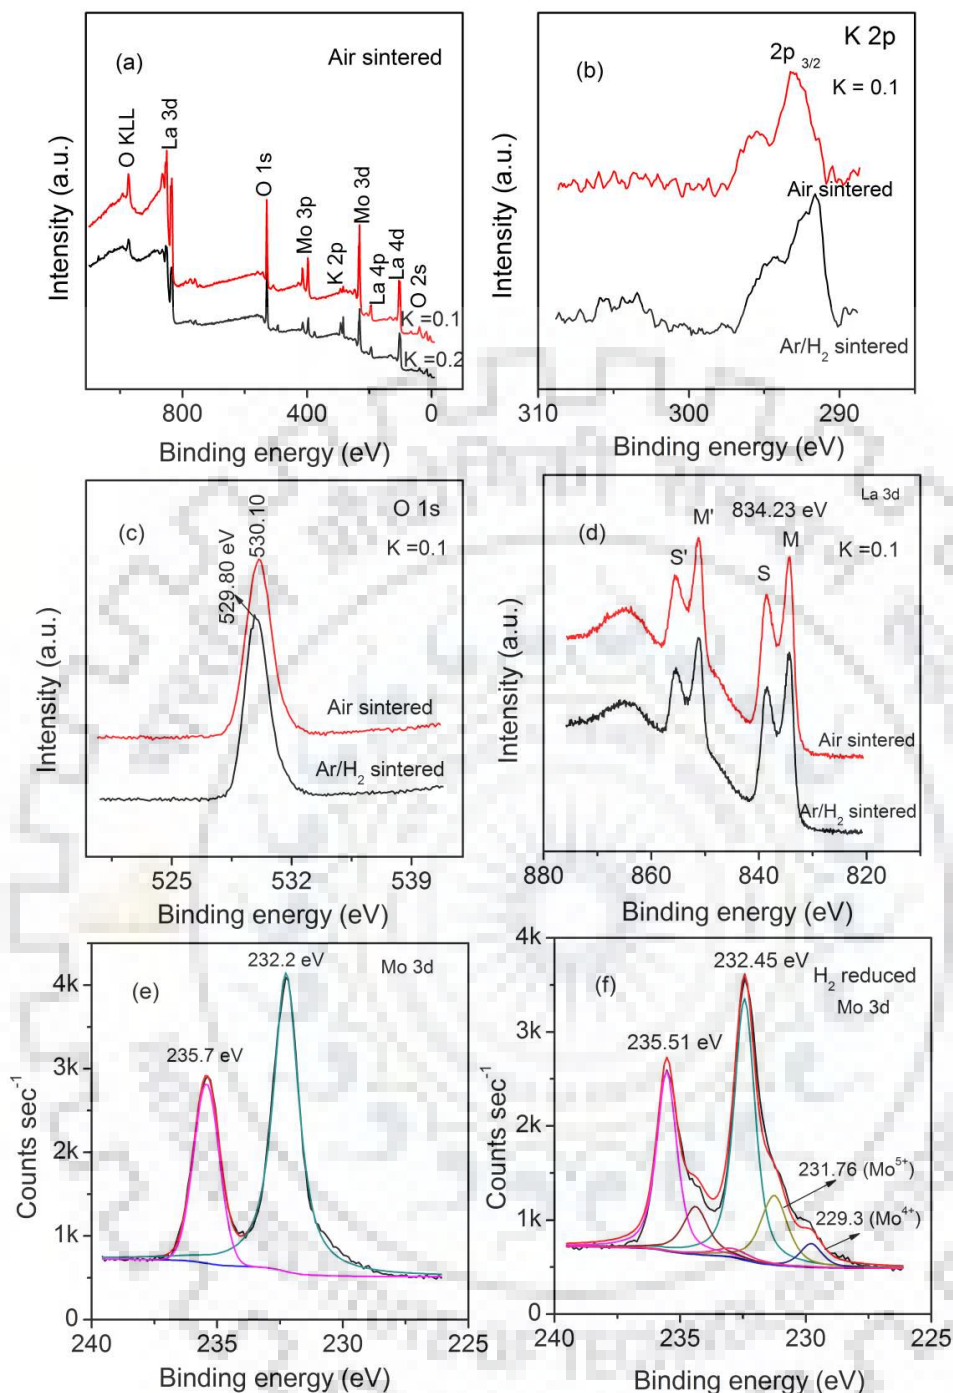 (a)
Air sintered
O KLL
La 3d
O 1s
Mo 3p
K 2p
Mo 3d
La 4p
La 4d
O 2s
K =0.1
K =0.2
Intensity (a.u.)
800
400
0
Binding energy (eV)
(b)
K 2p
2p 3/2
K = 0.1
Air sintered
Ar/H2 sintered
Intensity (a.u.)
310
300
290
Binding energy (eV)
(c)
O 1s
K =0.1
530.10
529.80 eV
Air sintered
Ar/H2 sintered
Intensity (a.u.)
525
532
539
Binding energy (eV)
(d)
La 3d
834.23 eV
K =0.1
S'
M'
S
M
Air sintered
Ar/H2 sintered
Intensity (a.u.)
880
860
840
820
Binding energy (eV)
(e)
232.2 eV
Mo 3d
235.7 eV
4k
3k
2k
1k
0
Counts sec-1
240
235
230
225
Binding energy (eV)
(f)
232.45 eV
H2 reduced
Mo 3d
235.51 eV
231.76 (Mo5+)
229.3 (Mo4+)
4k
3k
2k
1k
0
Counts sec-1
240
235
230
225
Binding energy (eV)